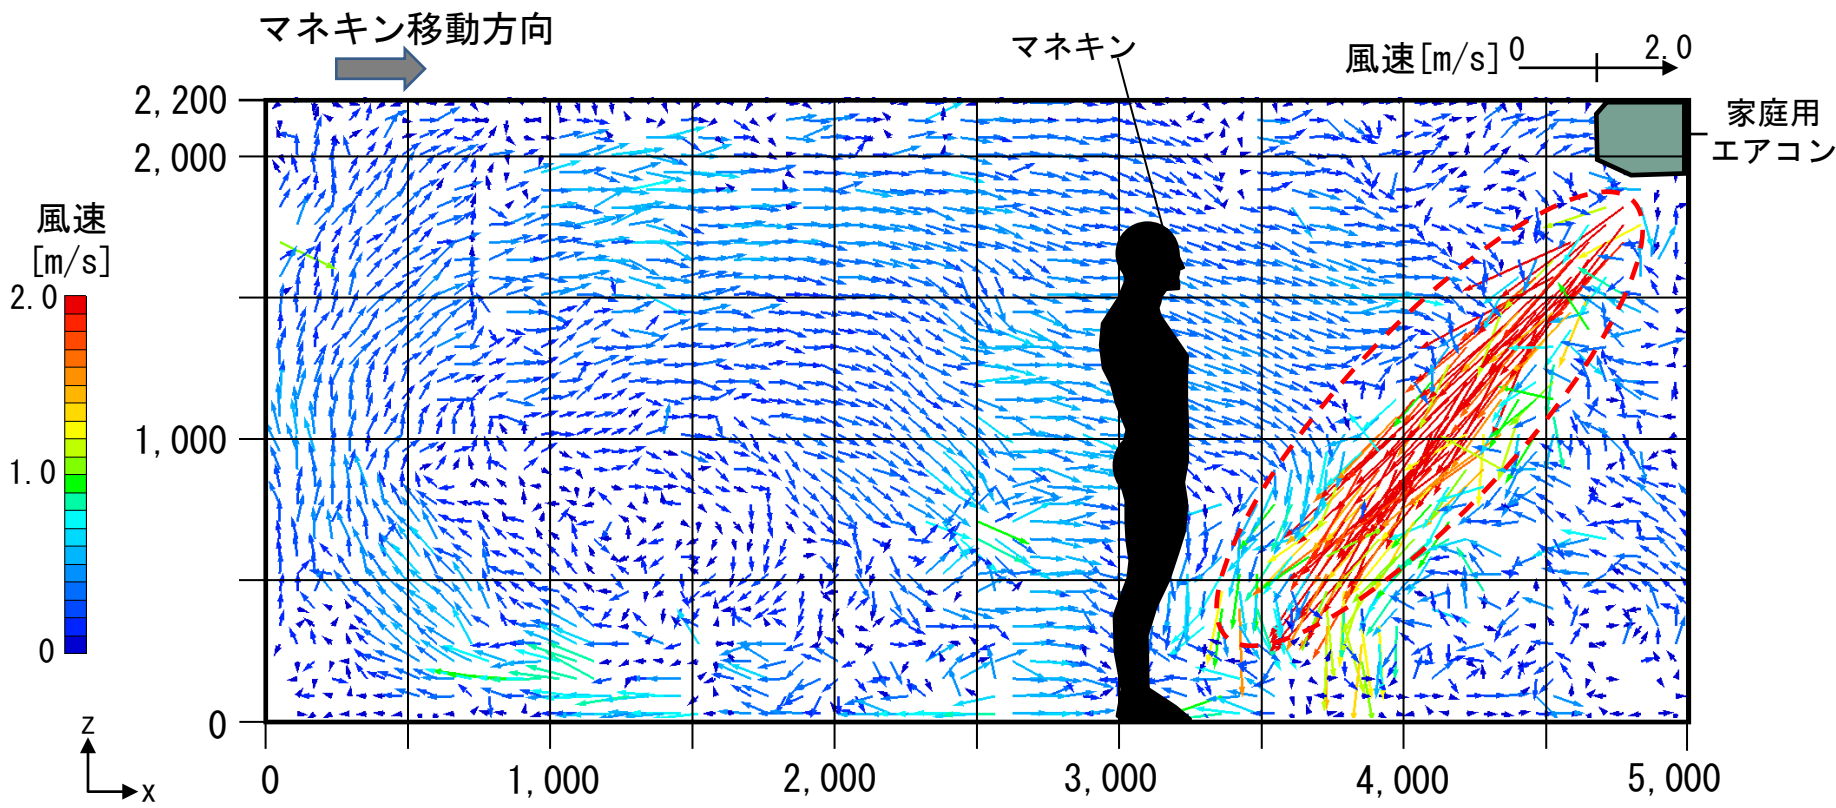 マネキン移動方向
マネキン
風速[m/s] 0 2.0
家庭用
エアコン
2,200
2,000
1,000
0
風速
[m/s]
2.0
1.0
0
z
x
0 1,000 2,000 3,000 4,000 5,000